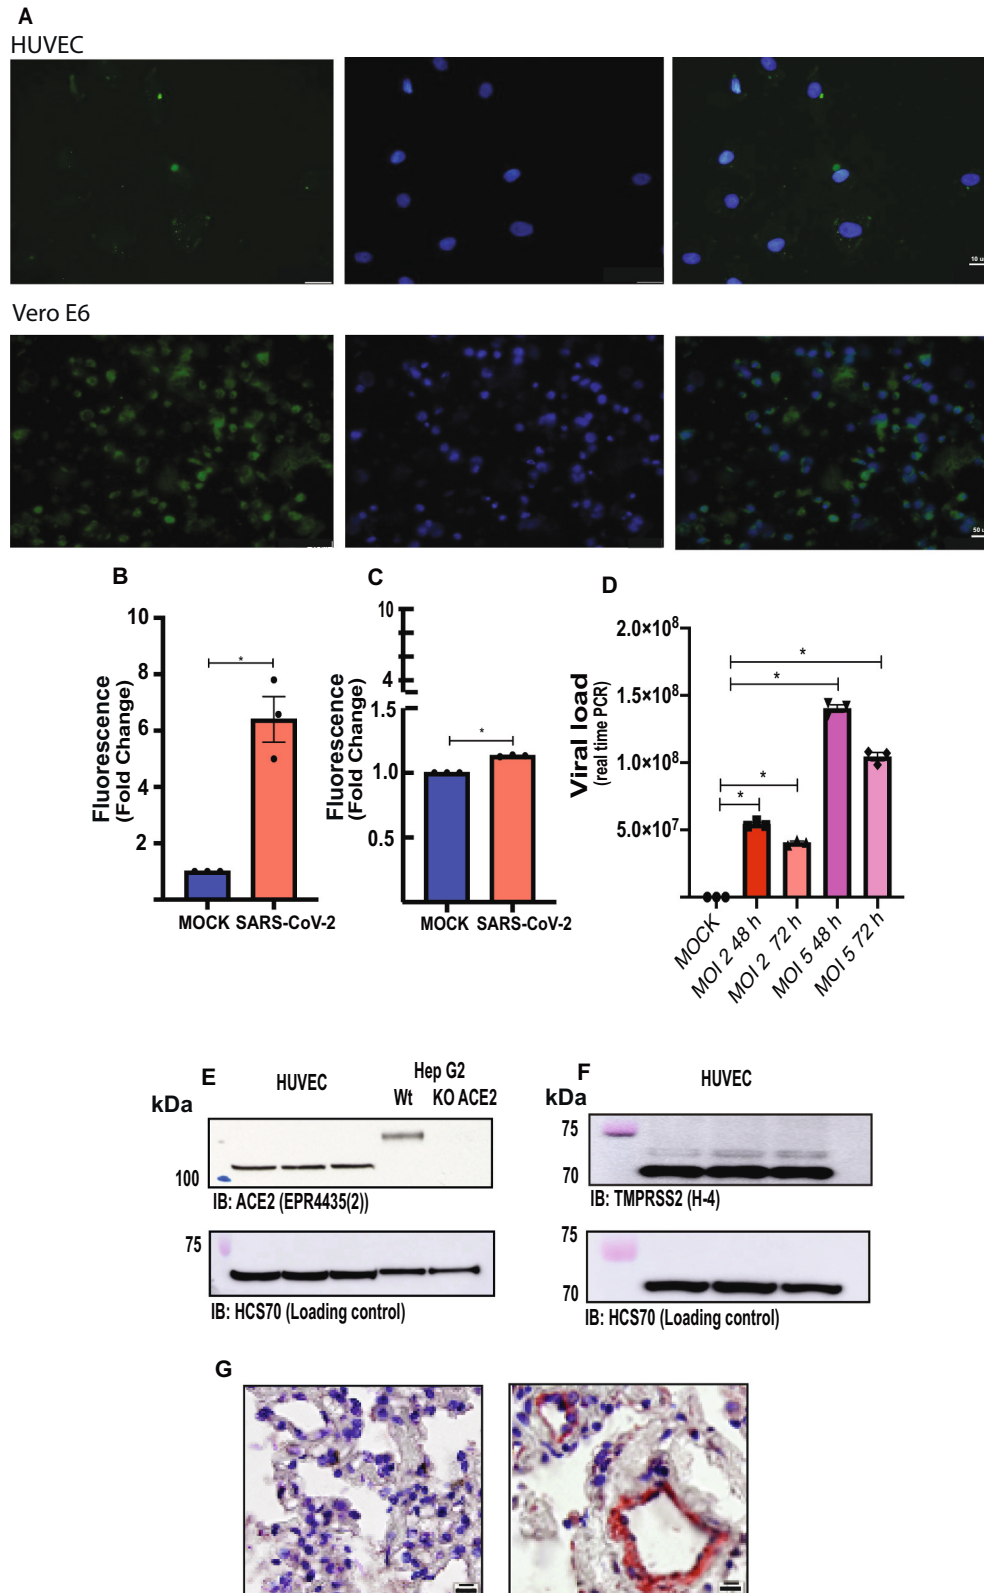 A
HUVEC
10 u
Vero E6
50 u
B
10
8
6
4
2
Fluorescence
(Fold Change)
*
MOCK SARS-CoV-2
C
10
4
1.5
1.0
0.5
Fluorescence
(Fold Change)
*
MOCK SARS-CoV-2
D
2.0×10⁸
1.5×10⁸
1.0×10⁸
5.0×10⁷
Viral load
(real time PCR)
*
*
*
*
MOCK
MOI 2 48 h
MOI 2 72 h
MOI 5 48 h
MOI 5 72 h
E
HUVEC
Hep G2
Wt KO ACE2
kDa
100
IB: ACE2 (EPR4435(2))
75
IB: HCS70 (Loading control)
F
HUVEC
kDa
75
70
IB: TMPRSS2 (H-4)
75
70
IB: HCS70 (Loading control)
G